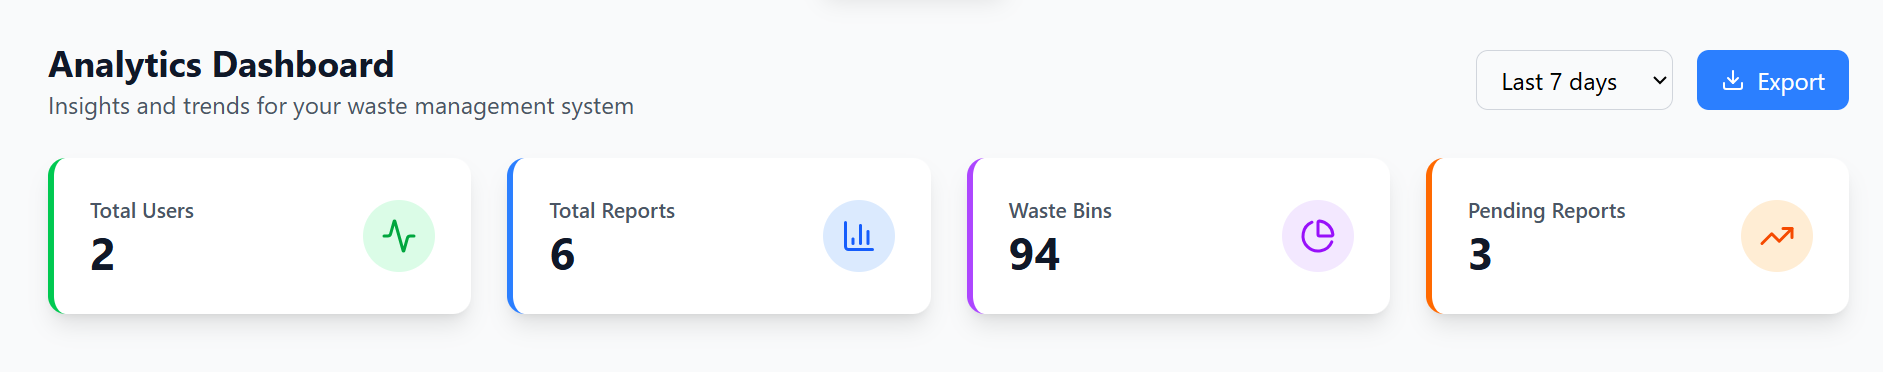 Analytics Dashboard
Insights and trends for your waste management system
Last 7 days
Export
Total Users
2
Total Reports
6
Waste Bins
94
Pending Reports
3